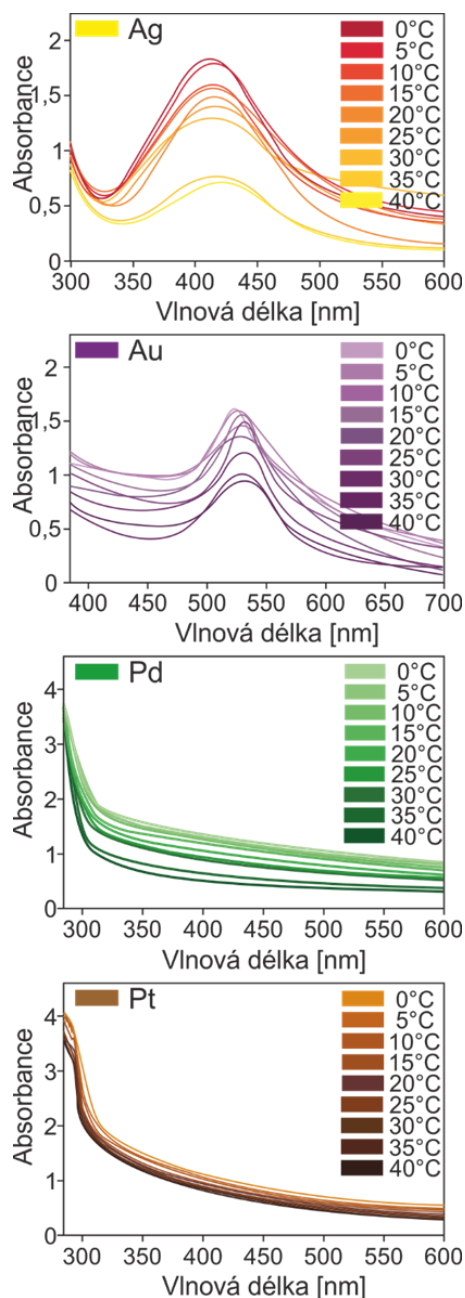 Ag
0°C
5°C
10°C
15°C
20°C
25°C
30°C
35°C
40°C
Absorbance
2
1,5
1
0,5
0
300 350 400 450 500 550 600
Vlnová délka [nm]
Au
0°C
5°C
10°C
15°C
20°C
25°C
30°C
35°C
40°C
Absorbance
2
1,5
1
0,5
0
400 450 500 550 600 650 700
Vlnová délka [nm]
Pd
0°C
5°C
10°C
15°C
20°C
25°C
30°C
35°C
40°C
Absorbance
4
3
2
1
0
300 350 400 450 500 550 600
Vlnová délka [nm]
Pt
0°C
5°C
10°C
15°C
20°C
25°C
30°C
35°C
40°C
Absorbance
4
3
2
1
0
300 350 400 450 500 550 600
Vlnová délka [nm]